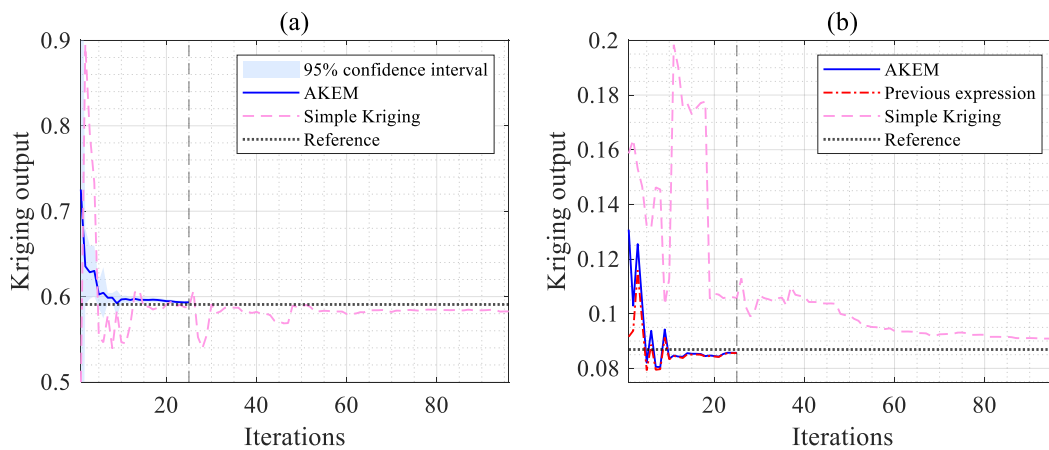 (a)
Kriging output
0.9
0.8
0.7
0.6
0.5
20
40
60
80
Iterations
95% confidence interval
AKEM
Simple Kriging
Reference
(b)
Kriging output
0.2
0.18
0.16
0.14
0.12
0.1
0.08
20
40
60
80
Iterations
AKEM
Previous expression
Simple Kriging
Reference